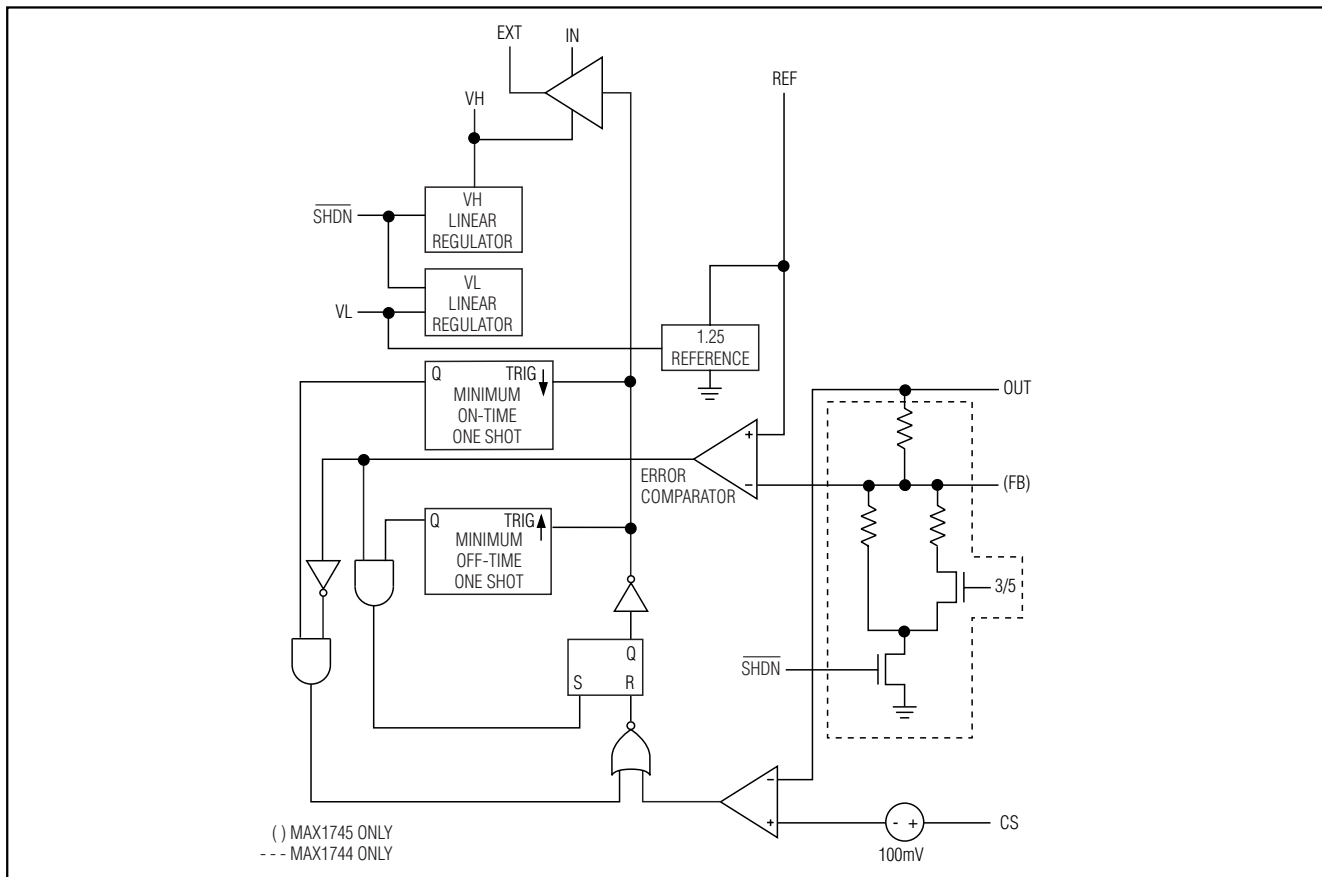 EXT
IN
REF
VH
SHDN
VH
LINEAR
REGULATOR
VL
LINEAR
REGULATOR
VL
1.25
REFERENCE
Q
TRIG
MINIMUM
ON-TIME
ONE SHOT
OUT
+
-
ERROR
COMPARATOR
(FB)
Q
TRIG
MINIMUM
OFF-TIME
ONE SHOT
3/5
Q
S
R
SHDN
-
+
- +
CS
100mV
( ) MAX1745 ONLY
- - - MAX1744 ONLY